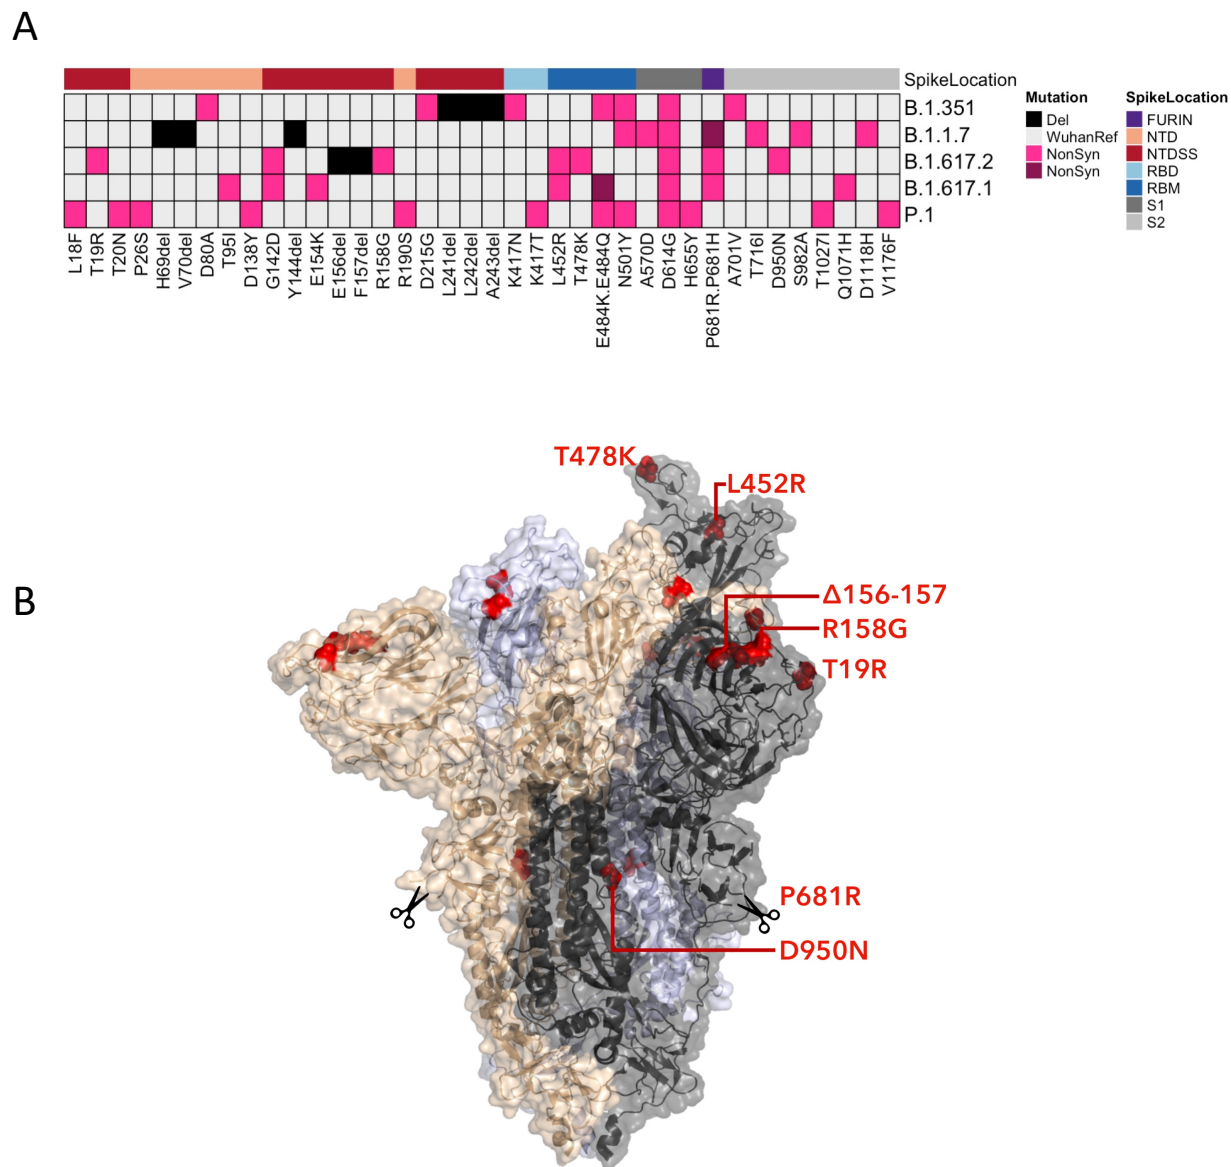 A
SpikeLocation
B.1.351
B.1.1.7
B.1.617.2
B.1.617.1
P.1
L18F
T19R
T20N
P26S
H69del
V70del
D80A
T95I
D138Y
G142D
Y144del
E154K
E156del
F157del
R158G
R190S
D215G
L241del
L242del
A243del
K417N
K417T
L452R
T478K
E484K.E484Q
N501Y
A570D
D614G
H655Y
P681R.P681H
A701V
T716I
D950N
S982A
T1027I
Q1071H
D1118H
V1176F
Mutation
Del
WuhanRef
NonSyn
NonSyn
SpikeLocation
FURIN
NTD
NTDSS
RBD
RBM
S1
S2
B
T478K
L452R
Δ156-157
R158G
T19R
P681R
D950N